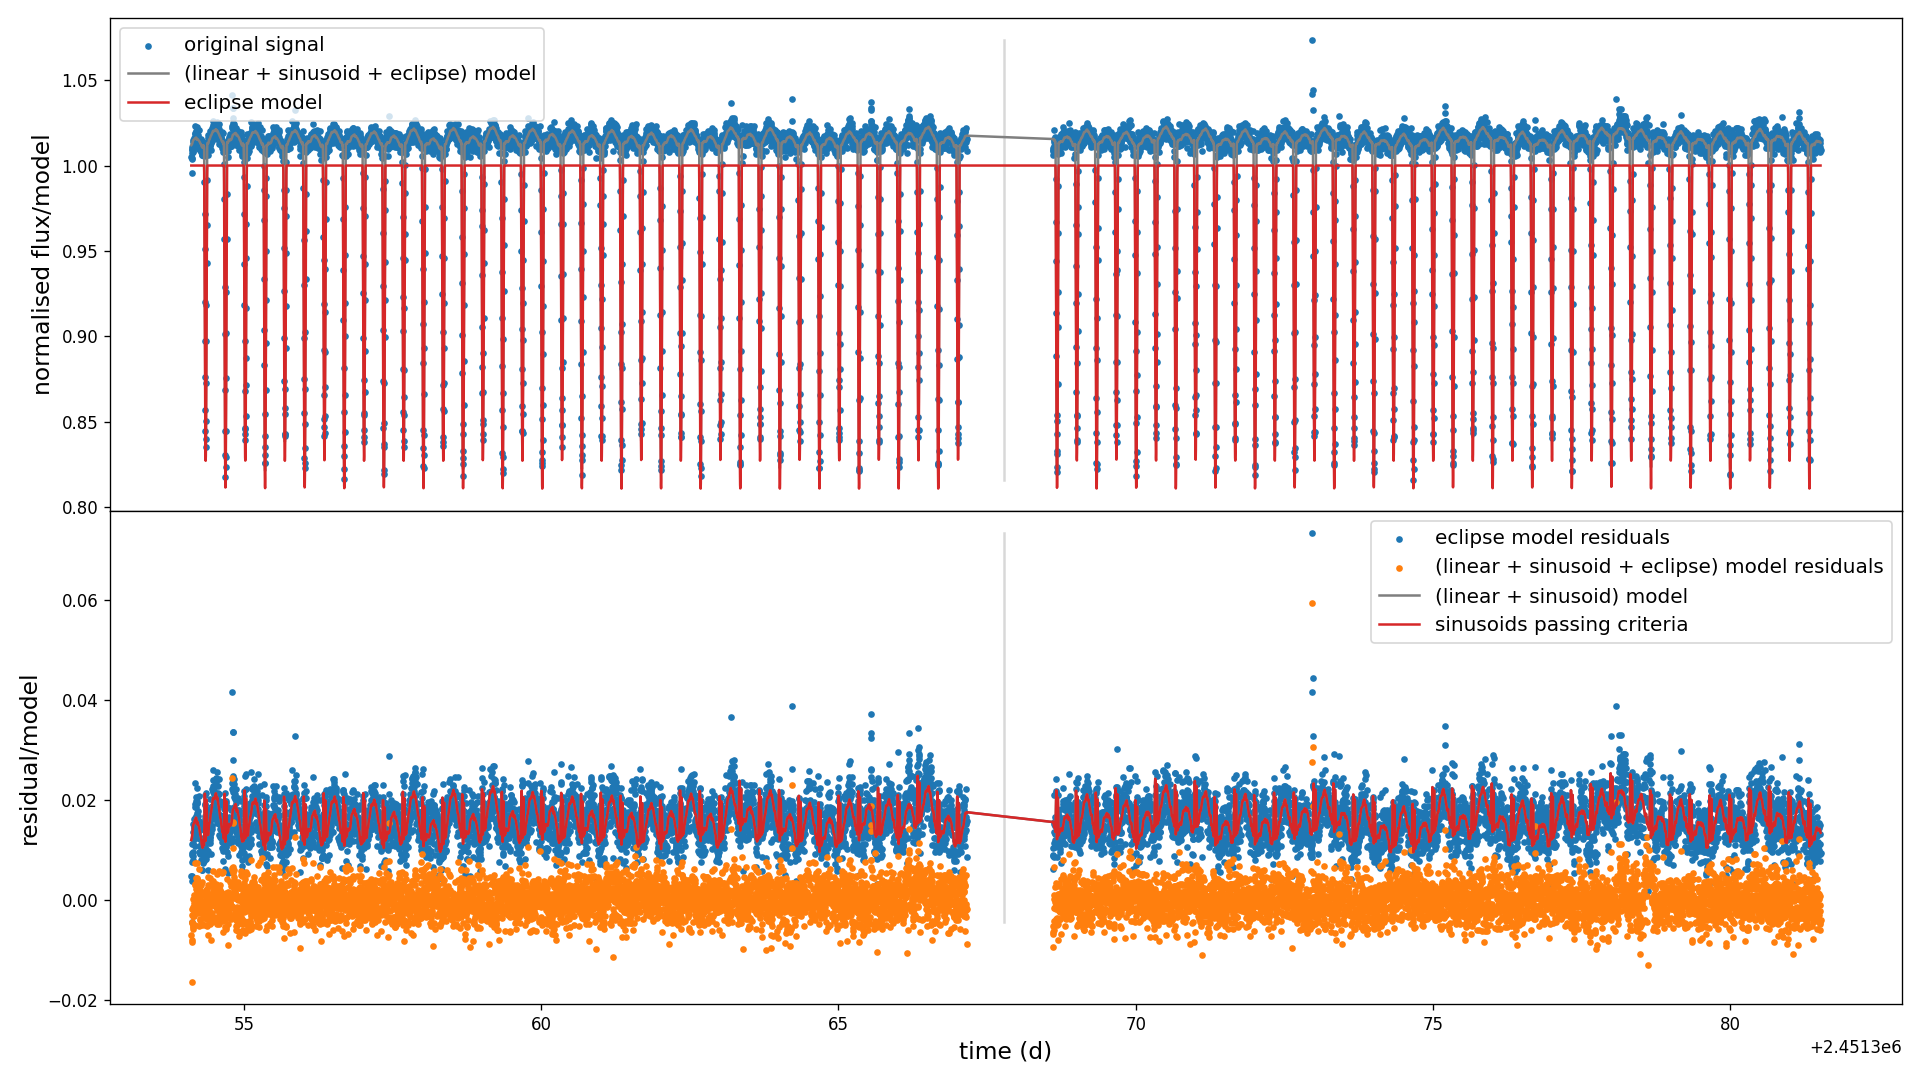 original signal
(linear + sinusoid + eclipse) model
eclipse model
normalised flux/model
1.05
1.00
0.95
0.90
0.85
0.80
eclipse model residuals
(linear + sinusoid + eclipse) model residuals
(linear + sinusoid) model
sinusoids passing criteria
residual/model
0.06
0.04
0.02
0.00
−0.02
55
60
65
70
75
80
time (d)
+2.4513e6